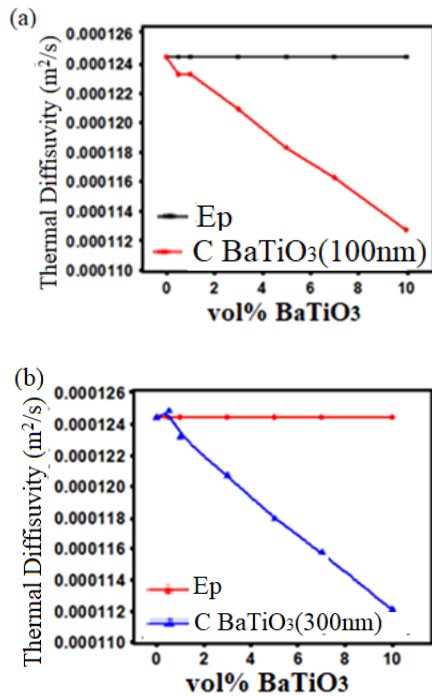 (a)
Thermal Diffisuvity (m²/s)
0.000126
0.000124
0.000122
0.000120
0.000118
0.000116
0.000114
0.000112
0.000110
Ep
C BaTiO₃(100nm)
0 2 4 6 8 10
vol% BaTiO₃
(b)
Thermal Diffisuvity (m²/s)
0.000126
0.000124
0.000122
0.000120
0.000118
0.000116
0.000114
0.000112
0.000110
Ep
C BaTiO₃(300nm)
0 2 4 6 8 10
vol% BaTiO₃